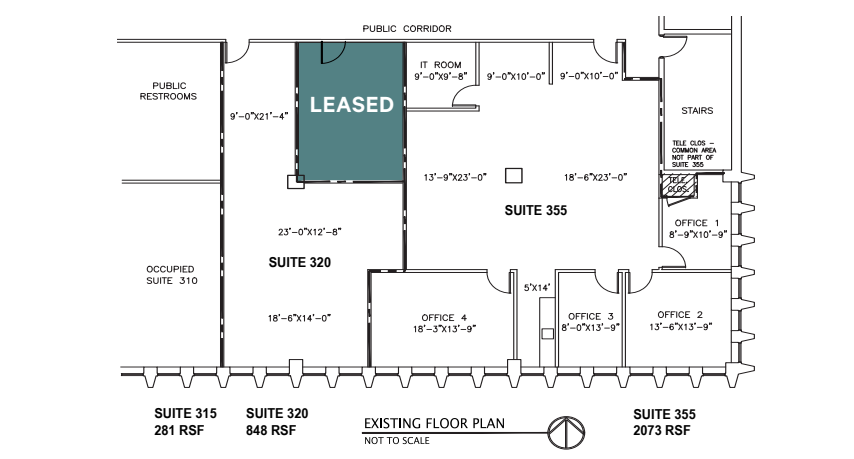 PUBLIC CORRIDOR
PUBLIC
RESTROOMS
9'-0"X21'-4"
LEASED
IT ROOM
9'-0"X9'-8"
9'-0"X10'-0"
9'-0"X10'-0"
STAIRS
TELE CLOS –
COMMON AREA
NOT PART OF
SUITE 355
TELE
CLOS.
13'-9"X23'-0"
18'-6"X23'-0"
SUITE 355
OFFICE 1
8'-9"X10'-9"
23'-0"X12'-8"
SUITE 320
OCCUPIED
SUITE 310
18'-6"X14'-0"
OFFICE 4
18'-3"X13'-9"
5'X14'
OFFICE 3
8'-0"X13'-9"
OFFICE 2
13'-6"X13'-9"
SUITE 315
281 RSF
SUITE 320
848 RSF
EXISTING FLOOR PLAN
NOT TO SCALE
SUITE 355
2073 RSF